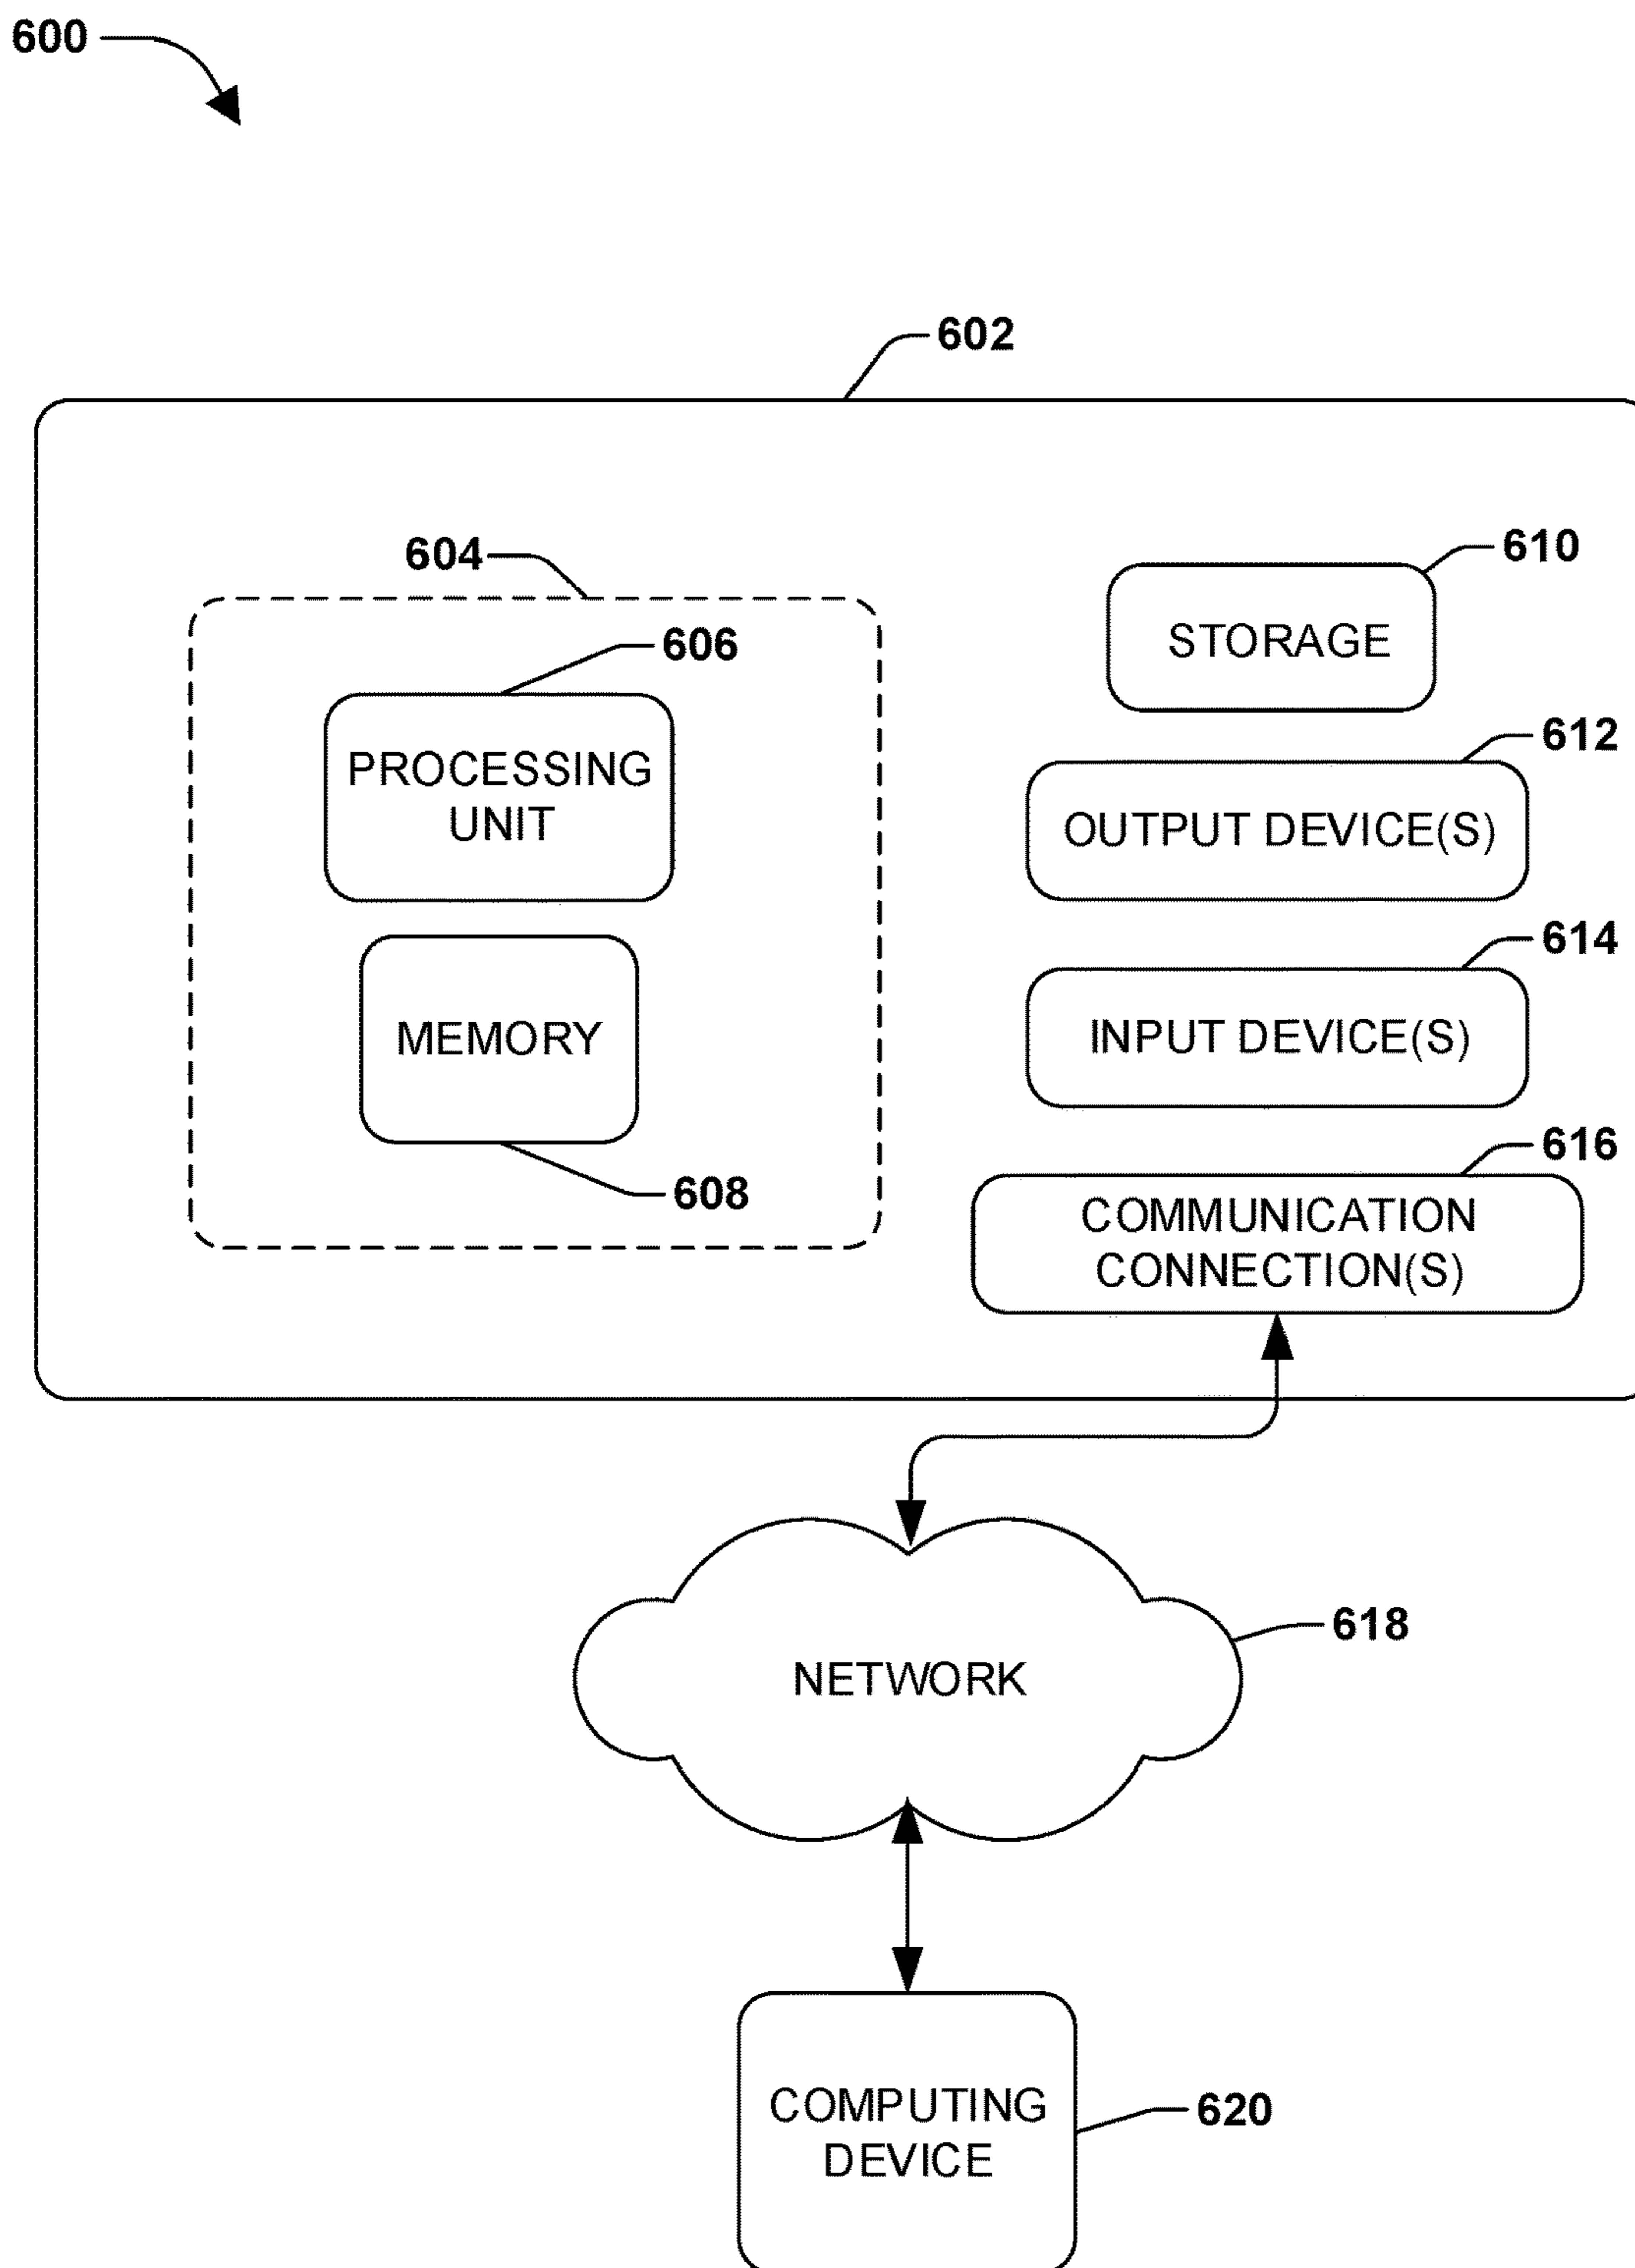 600
602
604
610
606
STORAGE
612
PROCESSING
UNIT
OUTPUT DEVICE(S)
614
MEMORY
INPUT DEVICE(S)
616
608
COMMUNICATION
CONNECTION(S)
618
NETWORK
COMPUTING
DEVICE
620